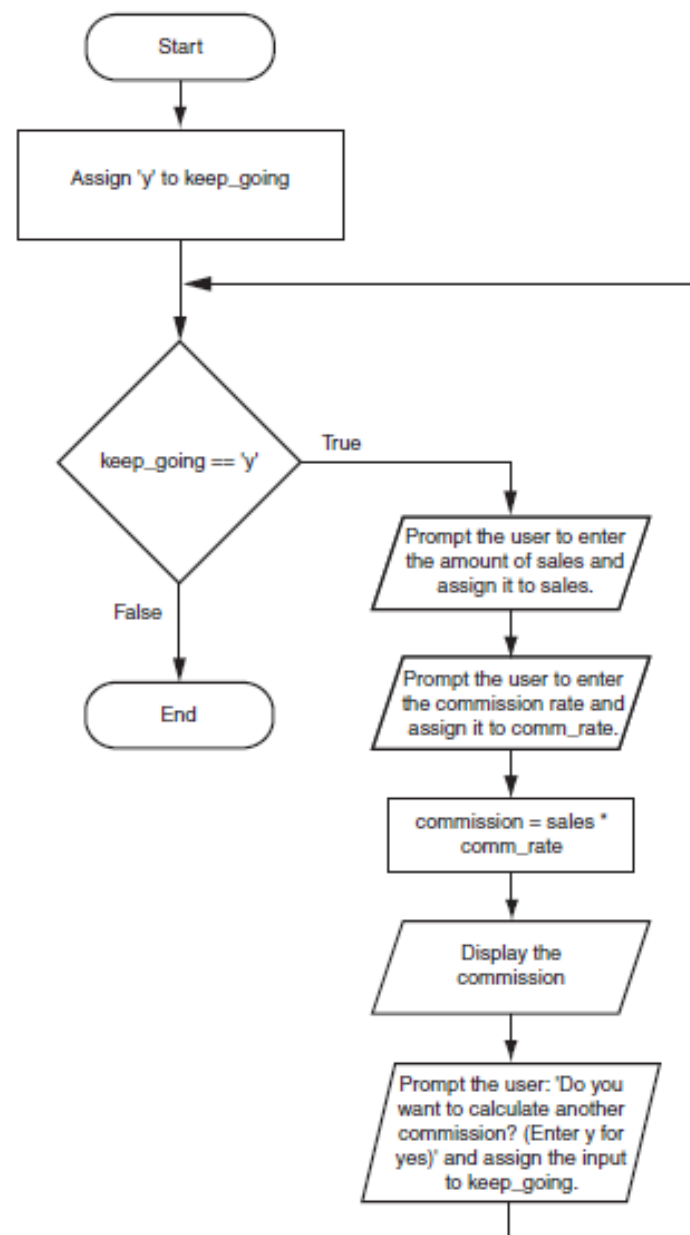 Start
Assign 'y' to keep_going
keep_going == 'y'
True
False
End
Prompt the user to enter
the amount of sales and
assign it to sales.
Prompt the user to enter
the commission rate and
assign it to comm_rate.
commission = sales *
comm_rate
Display the
commission
Prompt the user: 'Do you
want to calculate another
commission? (Enter y for
yes)' and assign the input
to keep_going.